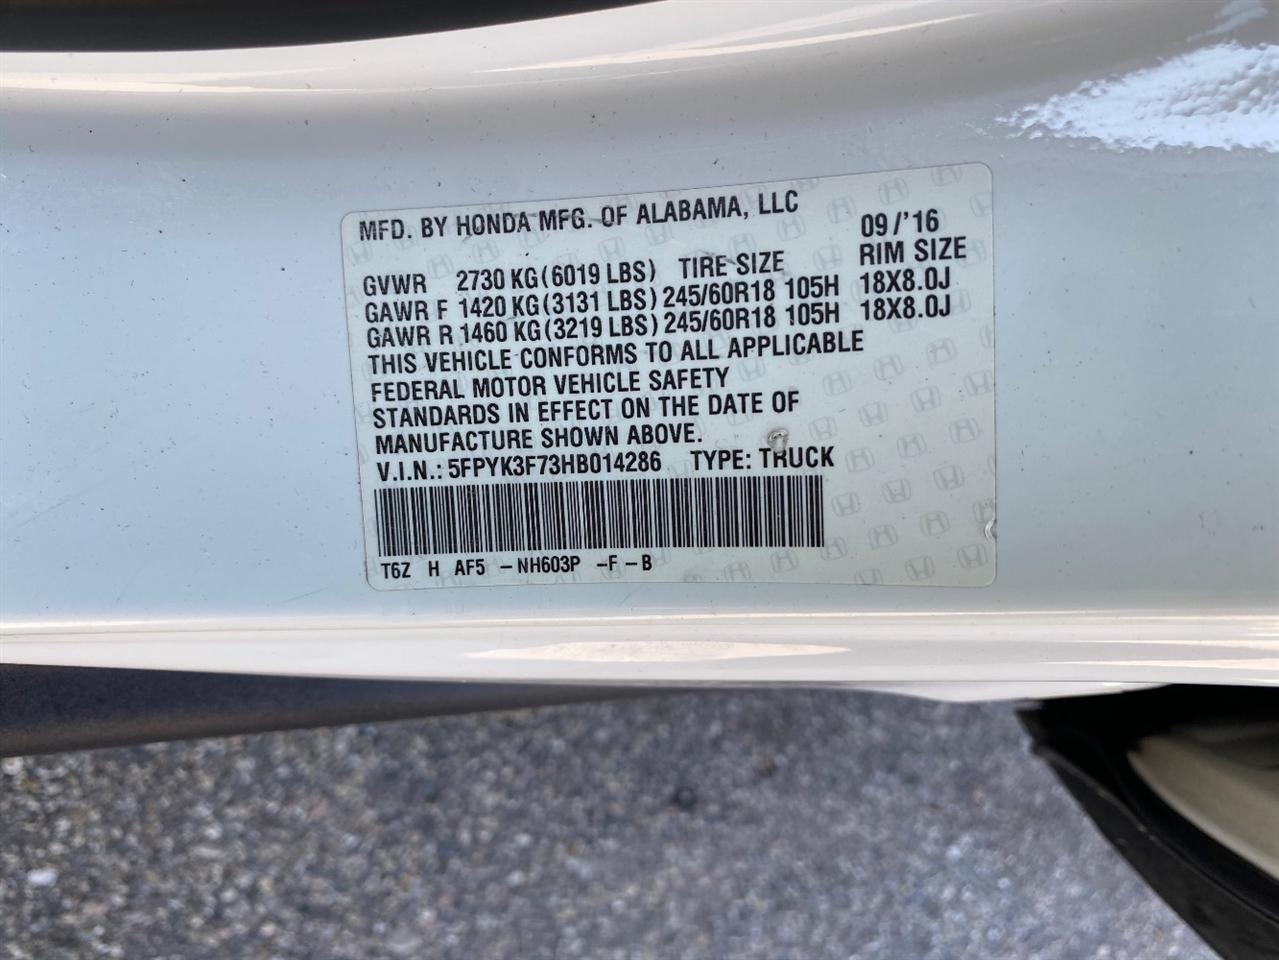 MFD. BY HONDA MFG. OF ALABAMA, LLC 09/'16
GVWR 2730 KG (6019 LBS) TIRE SIZE RIM SIZE
GAWR F 1420 KG (3131 LBS) 245/60R18 105H 18X8.0J
GAWR R 1460 KG (3219 LBS) 245/60R18 105H 18X8.0J
THIS VEHICLE CONFORMS TO ALL APPLICABLE
FEDERAL MOTOR VEHICLE SAFETY
STANDARDS IN EFFECT ON THE DATE OF
MANUFACTURE SHOWN ABOVE.
V.I.N.: 5FPYK3F73HB014286 TYPE: TRUCK
T6Z H AF5 -NH603P -F-B